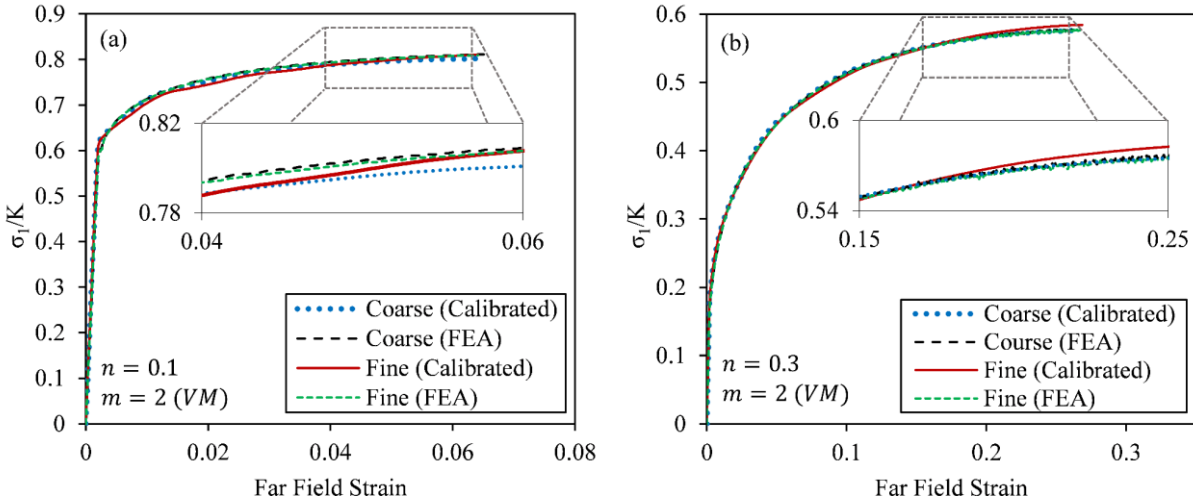 (a)
σ₁/K
0.9
0.8
0.7
0.6
0.5
0.4
0.3
0.2
0.1
0
0.82
0.78
0.04
0.06
Coarse (Calibrated)
Coarse (FEA)
Fine (Calibrated)
Fine (FEA)
n = 0.1
m = 2 (VM)
0
0.02
0.04
0.06
0.08
Far Field Strain
(b)
σ₁/K
0.6
0.5
0.4
0.3
0.2
0.1
0
0.6
0.54
0.15
0.25
Coarse (Calibrated)
Course (FEA)
Fine (Calibrated)
Fine (FEA)
n = 0.3
m = 2 (VM)
0
0.1
0.2
0.3
Far Field Strain